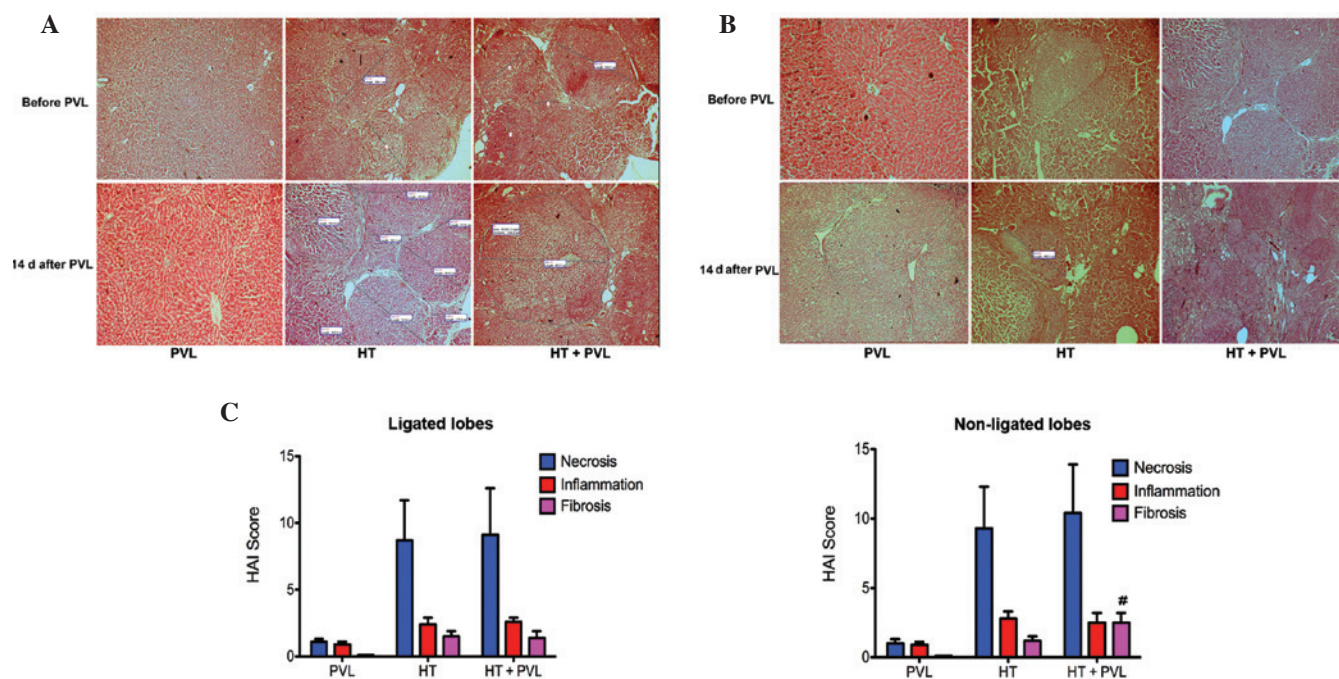 A
B
Before PVL
Before PVL
14 d after PVL
14 d after PVL
PVL
HT
HT + PVL
PVL
HT
HT + PVL
C
Ligated lobes
15
10
5
0
HAI Score
Necrosis
Inflammation
Fibrosis
PVL
HT
HT + PVL
Non-ligated lobes
15
10
5
0
HAI Score
Necrosis
Inflammation
Fibrosis
#
PVL
HT
HT + PVL